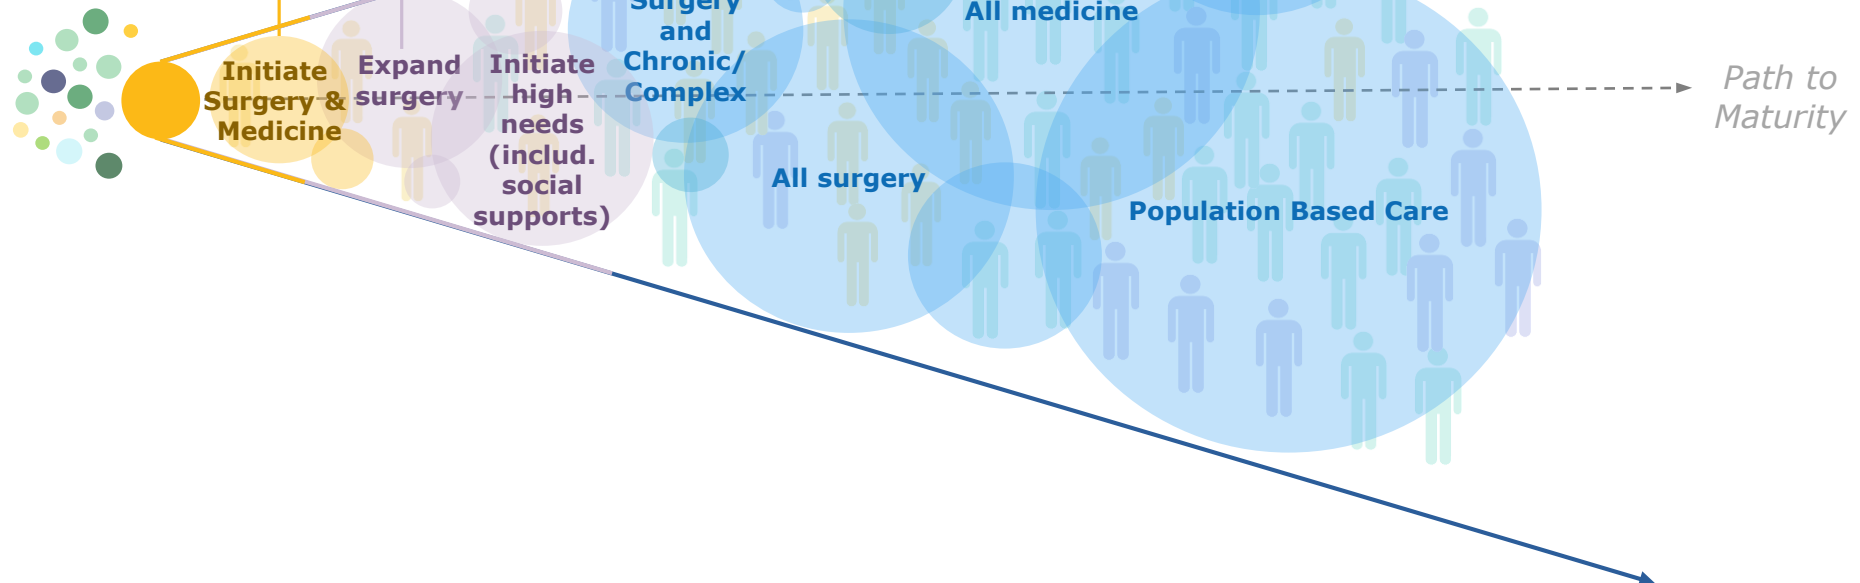 Initiate
Surgery &
Medicine
Expand
surgery
Initiate
high
needs
(includ.
social
supports)
Surgery
and
Chronic/
Complex
All medicine
All surgery
Population Based Care
Path to
Maturity